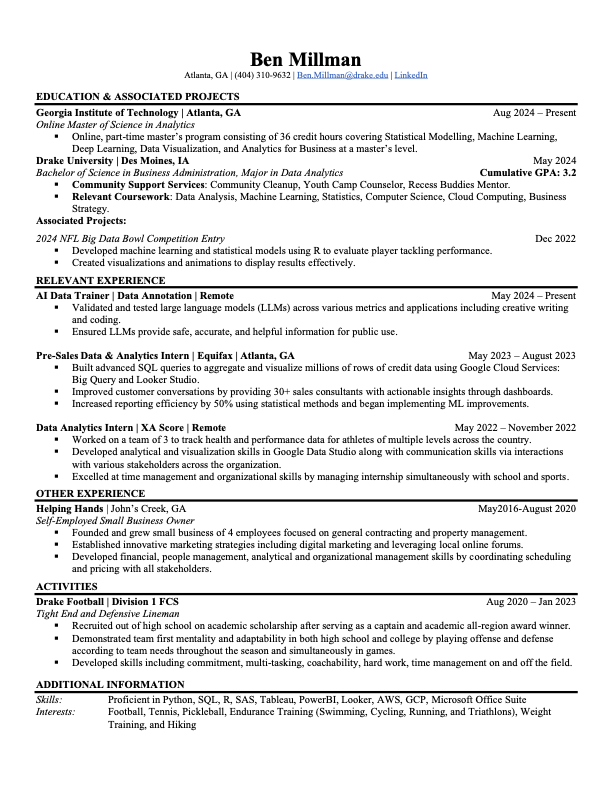 Ben Millman
Atlanta, GA | (404) 310-9632 | Ben.Millman@drake.edu | LinkedIn
EDUCATION & ASSOCIATED PROJECTS
Georgia Institute of Technology | Atlanta, GA Aug 2024 – Present
Online Master of Science in Analytics
▪ Online, part-time master's program consisting of 36 credit hours covering Statistical Modelling, Machine Learning,
Deep Learning, Data Visualization, and Analytics for Business at a master's level.
Drake University | Des Moines, IA May 2024
Bachelor of Science in Business Administration, Major in Data Analytics Cumulative GPA: 3.2
▪ Community Support Services: Community Cleanup, Youth Camp Counselor, Recess Buddies Mentor.
▪ Relevant Coursework: Data Analysis, Machine Learning, Statistics, Computer Science, Cloud Computing, Business
Strategy.
Associated Projects:
2024 NFL Big Data Bowl Competition Entry Dec 2022
▪ Developed machine learning and statistical models using R to evaluate player tackling performance.
▪ Created visualizations and animations to display results effectively.
RELEVANT EXPERIENCE
AI Data Trainer | Data Annotation | Remote May 2024 – Present
▪ Validated and tested large language models (LLMs) across various metrics and applications including creative writing
and coding.
▪ Ensured LLMs provide safe, accurate, and helpful information for public use.
Pre-Sales Data & Analytics Intern | Equifax | Atlanta, GA May 2023 – August 2023
▪ Built advanced SQL queries to aggregate and visualize millions of rows of credit data using Google Cloud Services:
Big Query and Looker Studio.
▪ Improved customer conversations by providing 30+ sales consultants with actionable insights through dashboards.
▪ Increased reporting efficiency by 50% using statistical methods and began implementing ML improvements.
Data Analytics Intern | XA Score | Remote May 2022 – November 2022
▪ Worked on a team of 3 to track health and performance data for athletes of multiple levels across the country.
▪ Developed analytical and visualization skills in Google Data Studio along with communication skills via interactions
with various stakeholders across the organization.
▪ Excelled at time management and organizational skills by managing internship simultaneously with school and sports.
OTHER EXPERIENCE
Helping Hands | John's Creek, GA May2016-August 2020
Self-Employed Small Business Owner
▪ Founded and grew small business of 4 employees focused on general contracting and property management.
▪ Established innovative marketing strategies including digital marketing and leveraging local online forums.
▪ Developed financial, people management, analytical and organizational management skills by coordinating scheduling
and pricing with all stakeholders.
ACTIVITIES
Drake Football | Division 1 FCS Aug 2020 – Jan 2023
Tight End and Defensive Lineman
▪ Recruited out of high school on academic scholarship after serving as a captain and academic all-region award winner.
▪ Demonstrated team first mentality and adaptability in both high school and college by playing offense and defense
according to team needs throughout the season and simultaneously in games.
▪ Developed skills including commitment, multi-tasking, coachability, hard work, time management on and off the field.
ADDITIONAL INFORMATION
Skills: Proficient in Python, SQL, R, SAS, Tableau, PowerBI, Looker, AWS, GCP, Microsoft Office Suite
Interests: Football, Tennis, Pickleball, Endurance Training (Swimming, Cycling, Running, and Triathlons), Weight
Training, and Hiking